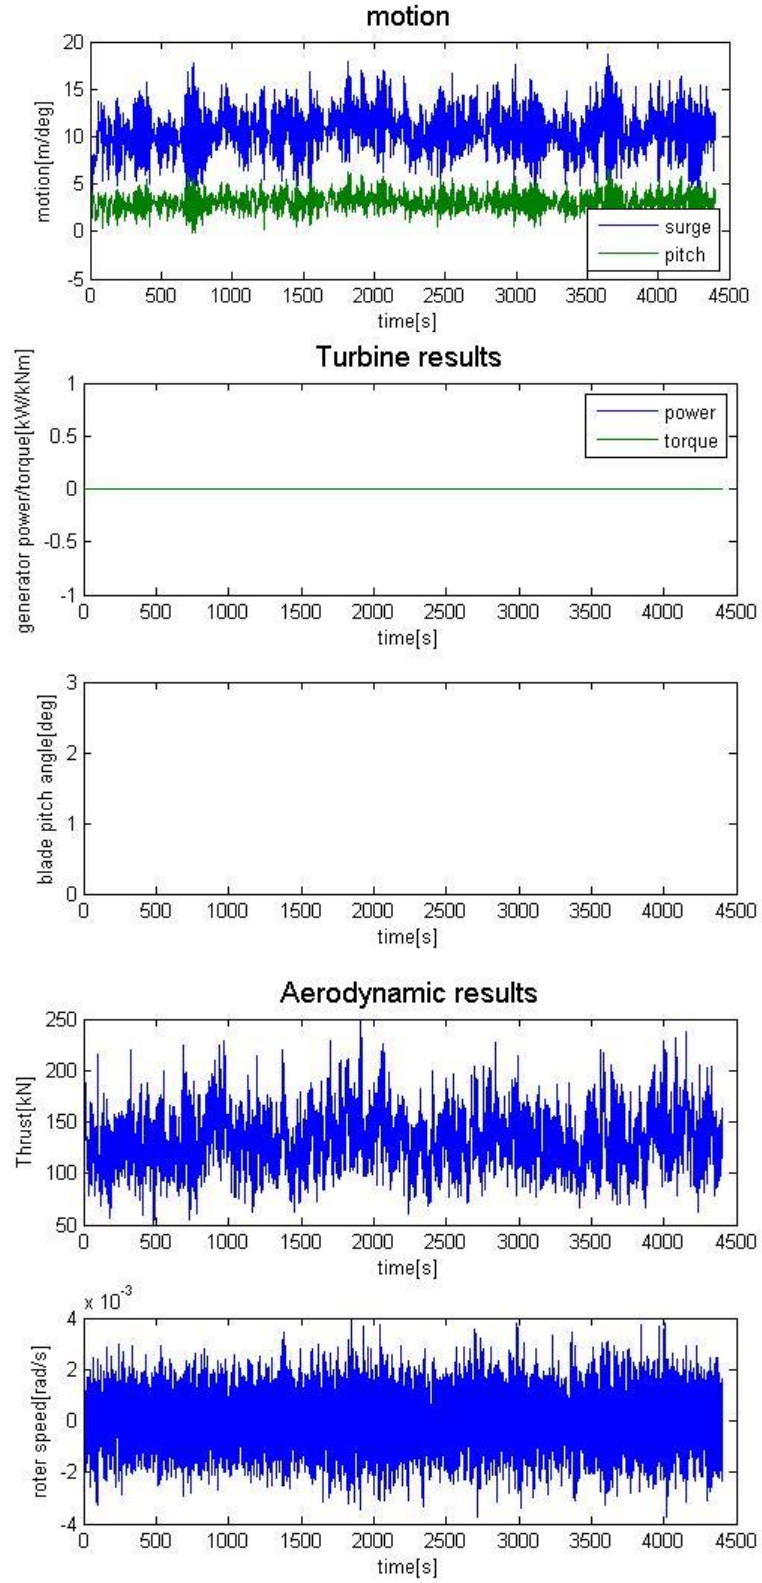 motion
20
15
10
5
0
-5
motion[m/deg]
surge
pitch
0 500 1000 1500 2000 2500 3000 3500 4000 4500
time[s]
Turbine results
1
0.5
0
-0.5
-1
generator power/torque[kW/kNm]
power
torque
0 500 1000 1500 2000 2500 3000 3500 4000 4500
time[s]
3
2
1
0
blade pitch angle[deg]
0 500 1000 1500 2000 2500 3000 3500 4000 4500
time[s]
Aerodynamic results
250
200
150
100
50
Thrust[kN]
0 500 1000 1500 2000 2500 3000 3500 4000 4500
time[s]
x 10^-3
4
2
0
-2
-4
roter speed[rad/s]
0 500 1000 1500 2000 2500 3000 3500 4000 4500
time[s]